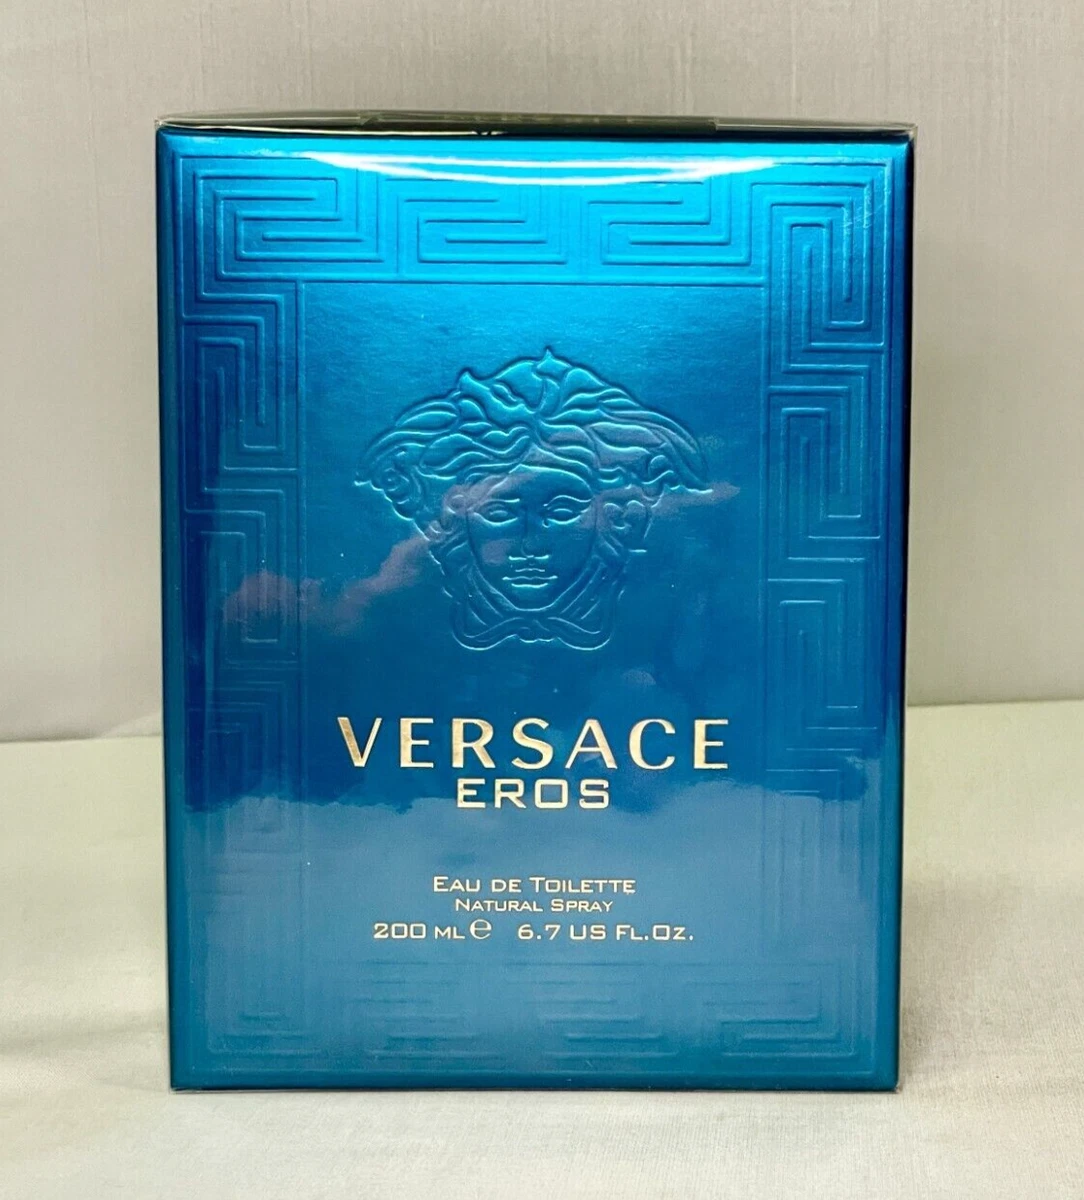 VERSACE
EROS
EAU DE TOILETTE
NATURAL SPRAY
200 ML ℮ 6.7 US FL.OZ.